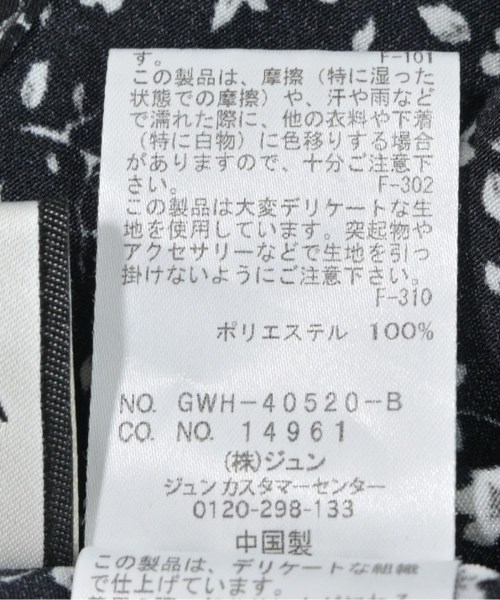 す。 F-101
この製品は、摩擦（特に湿った
状態での摩擦）や、汗や雨など
で濡れた際に、他の衣料や下着
（特に白物）に色移りする場合
がありますので、十分ご注意下
さい。 F-302
この製品は大変デリケートな生
地を使用しています。突起物や
アクセサリーなどで生地を引っ
掛けないようにご注意下さい。
F-310
ポリエステル 100%
NO. GWH-40520-B
CO. NO. 14961
(株)ジュン
ジュンカスタマーセンター
0120-298-133
中国製
この製品は、デリケートな組織
で仕上げています。